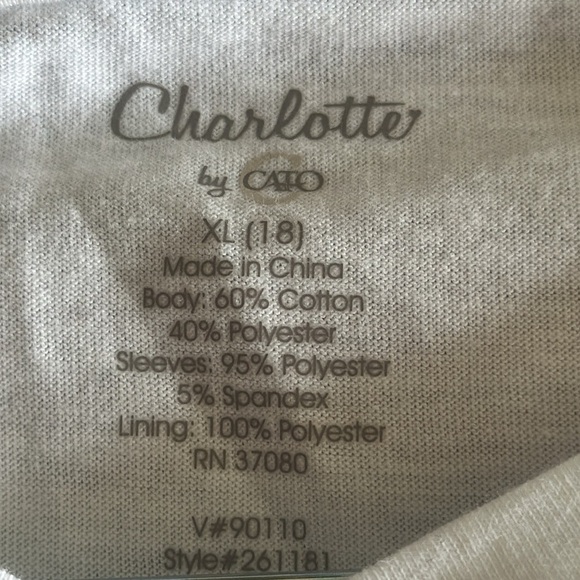 Charlotte
by CATO
XL (18)
Made in China
Body: 60% Cotton
40% Polyester
Sleeves: 95% Polyester
5% Spandex
Lining: 100% Polyester
RN 37080
V#90110
Style#261181